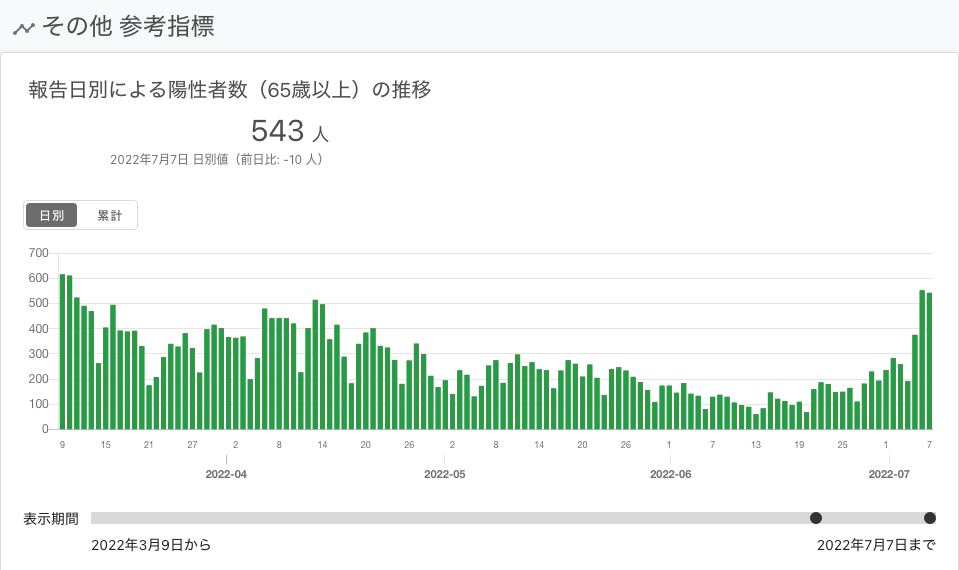 その他 参考指標
報告日別による陽性者数（65歳以上）の推移
543 人
2022年7月7日 日別値（前日比: -10 人）
日別 累計
700
600
500
400
300
200
100
0
9 15 21 27 2 8 14 20 26 2 8 14 20 26 1 7 13 19 25 1 7
2022-04 2022-05 2022-06 2022-07
表示期間
2022年3月9日から 2022年7月7日まで